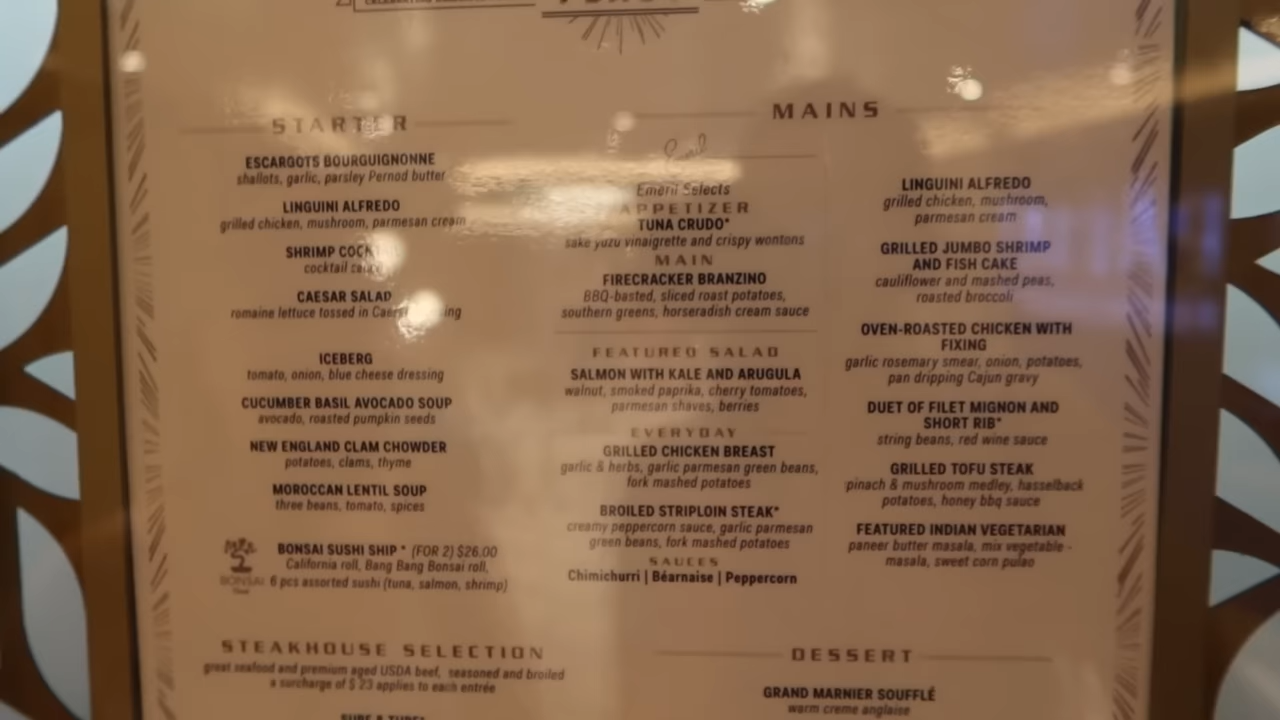 STARTER
ESCARGOTS BOURGUIGNONNE
shallots, garlic, parsley Pernod butter
LINGUINI ALFREDO
grilled chicken, mushroom, parmesan cream
SHRIMP
cocktail sauce
CAESAR SALAD
romaine lettuce tossed in
ICEBERG
tomato, onion, blue cheese dressing
CUCUMBER BASIL AVOCADO SOUP
avocado, roasted pumpkin seeds
NEW ENGLAND CLAM CHOWDER
potatoes, clams, thyme
MOROCCAN LENTIL SOUP
three beans, tomato, spices
BONSAI SUSHI SHIP * (FOR 2) $26.00
California roll, Bang Bang Bonsai roll,
6 pcs assorted sushi (tuna, salmon, shrimp)
BONSAI
STEAKHOUSE SELECTION
great seafood and premium aged USDA beef, seasoned and broiled
a surcharge of $ 23 applies to each entrée
MAINS
Emeril
Emeril Selects
APPETIZER
TUNA CRUDO*
sake yuzu vinaigrette and crispy wontons
MAIN
FIRECRACKER BRANZINO
BBQ-basted, sliced roast potatoes,
southern greens, horseradish cream sauce
FEATURED SALAD
SALMON WITH KALE AND ARUGULA
walnut, smoked paprika, cherry tomatoes,
parmesan shaves, berries
EVERYDAY
GRILLED CHICKEN BREAST
garlic & herbs, garlic parmesan green beans,
fork mashed potatoes
BROILED STRIPLOIN STEAK*
creamy peppercorn sauce, garlic parmesan
green beans, fork mashed potatoes
SAUCES
Chimichurri | Béarnaise | Peppercorn
LINGUINI ALFREDO
grilled chicken, mushroom,
parmesan cream
GRILLED JUMBO SHRIMP
AND FISH CAKE
cauliflower and mashed peas,
roasted broccoli
OVEN-ROASTED CHICKEN WITH
FIXING
garlic rosemary smear, onion, potatoes,
pan dripping Cajun gravy
DUET OF FILET MIGNON AND
SHORT RIB*
string beans, red wine sauce
GRILLED TOFU STEAK
pinach & mushroom medley, hasselback
potatoes, honey bbq sauce
FEATURED INDIAN VEGETARIAN
paneer butter masala, mix vegetable -
masala, sweet corn pulao
DESSERT
GRAND MARNIER SOUFFLÉ
warm creme anglaise